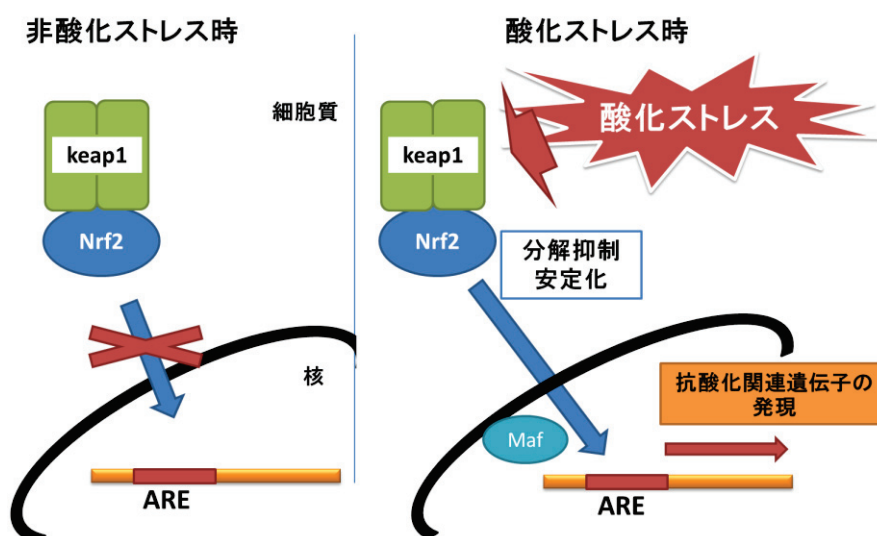 非酸化ストレス時
細胞質
keap1
Nrf2
核
ARE
酸化ストレス時
酸化ストレス
keap1
Nrf2
分解抑制
安定化
抗酸化関連遺伝子の
発現
Maf
ARE